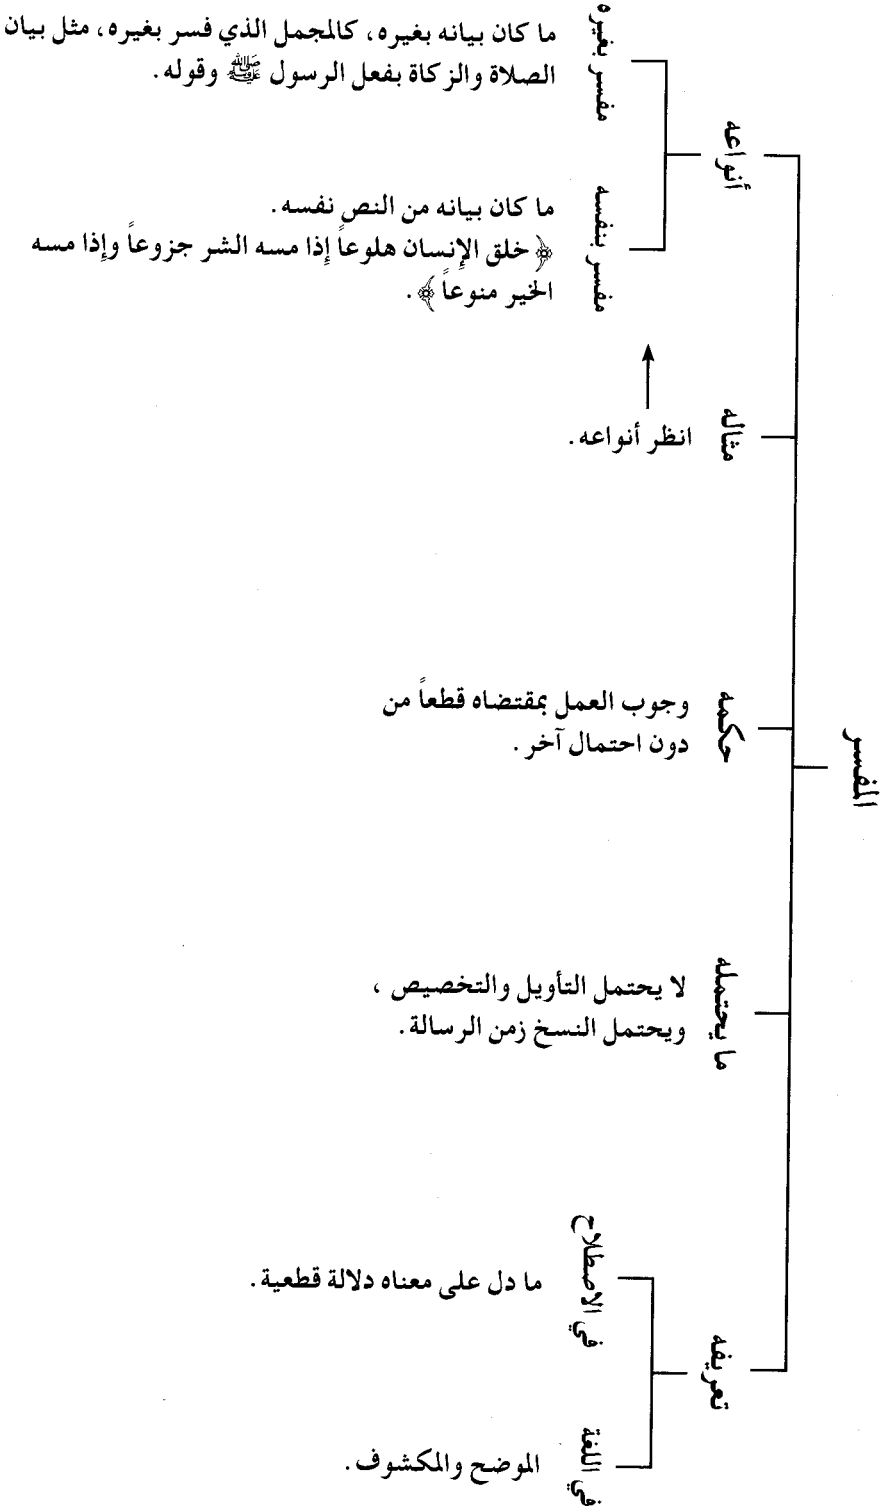 المفسر
تعريفه
في اللغة
الموضح والمكشوف.
في الاصطلاح
ما دل على معناه دلالة قطعية.
ما يحتمله
لا يحتمل التأويل والتخصيص ،
ويحتمل النسخ زمن الرسالة.
حكمه
وجوب العمل بمقتضاه قطعاً من
دون احتمال آخر .
مثاله
انظر أنواعه.
أنواعه
مفسر بنفسه
ما كان بيانه من النص نفسه.
﴿ خلق الإنسان هلوعاً إذا مسه الشر جزوعاً وإذا مسه
الخير منوعاً ﴾.
مفسر بغيره
ما كان بيانه بغيره، كالمجمل الذي فسر بغيره، مثل بيان
الصلاة والزكاة بفعل الرسول ﷺ وقوله.